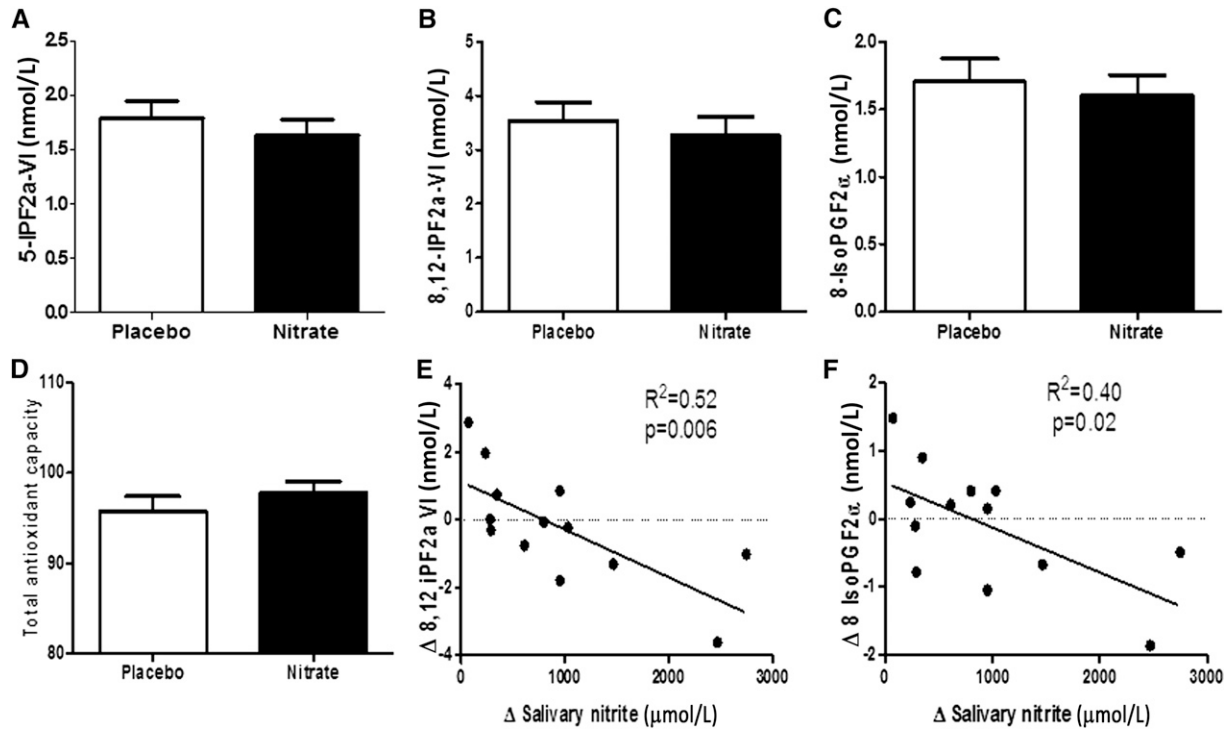 A
5-IPF2a-VI (nmol/L)
2.5
2.0
1.5
1.0
0.5
0.0
Placebo
Nitrate
B
8,12-IPF2a-VI (nmol/L)
5
4
3
2
1
0
Placebo
Nitrate
C
8-IsoPGF2α (nmol/L)
2.0
1.5
1.0
0.5
0.0
Placebo
Nitrate
D
Total antioxidant capacity
110
100
90
80
Placebo
Nitrate
E
Δ 8,12 iPF2a VI (nmol/L)
4
2
0
-2
-4
R²=0.52
p=0.006
0
1000
2000
3000
Δ Salivary nitrite (μmol/L)
F
Δ 8 IsoPGF2α (nmol/L)
2
1
0
-1
-2
R²=0.40
p=0.02
0
1000
2000
3000
Δ Salivary nitrite (μmol/L)